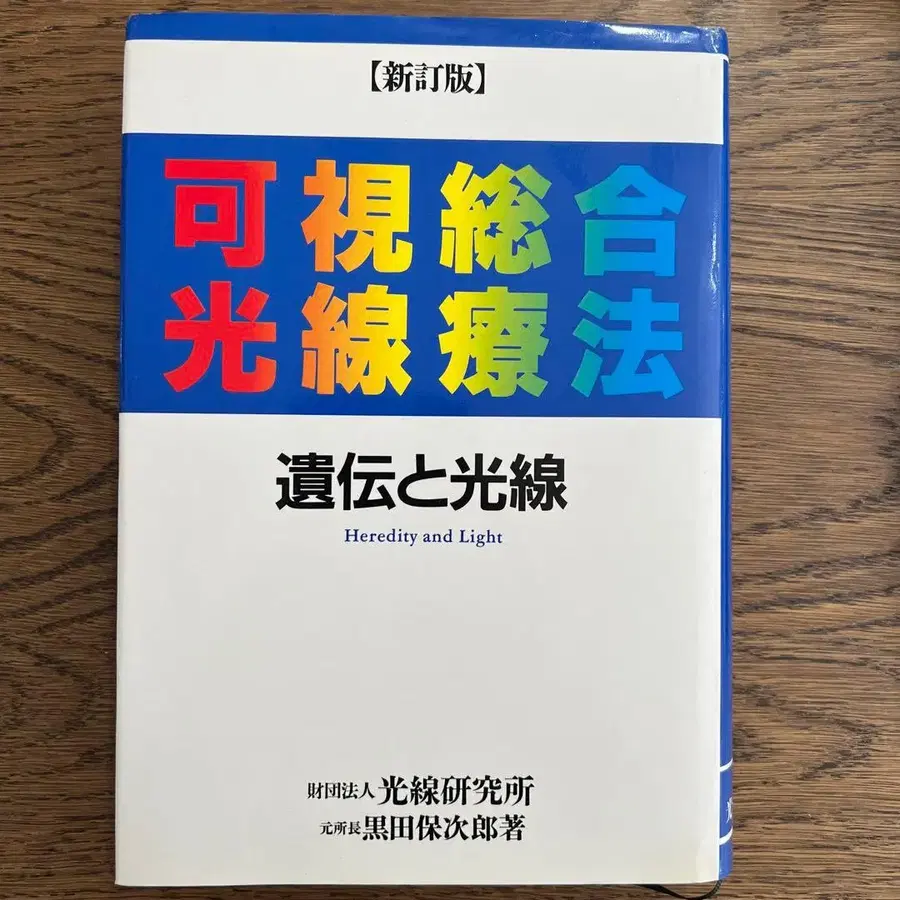 【新訂版】
可視総合
光線療法
遺伝と光線
Heredity and Light
財団法人 光線研究所
元所長 黒田保次郎著